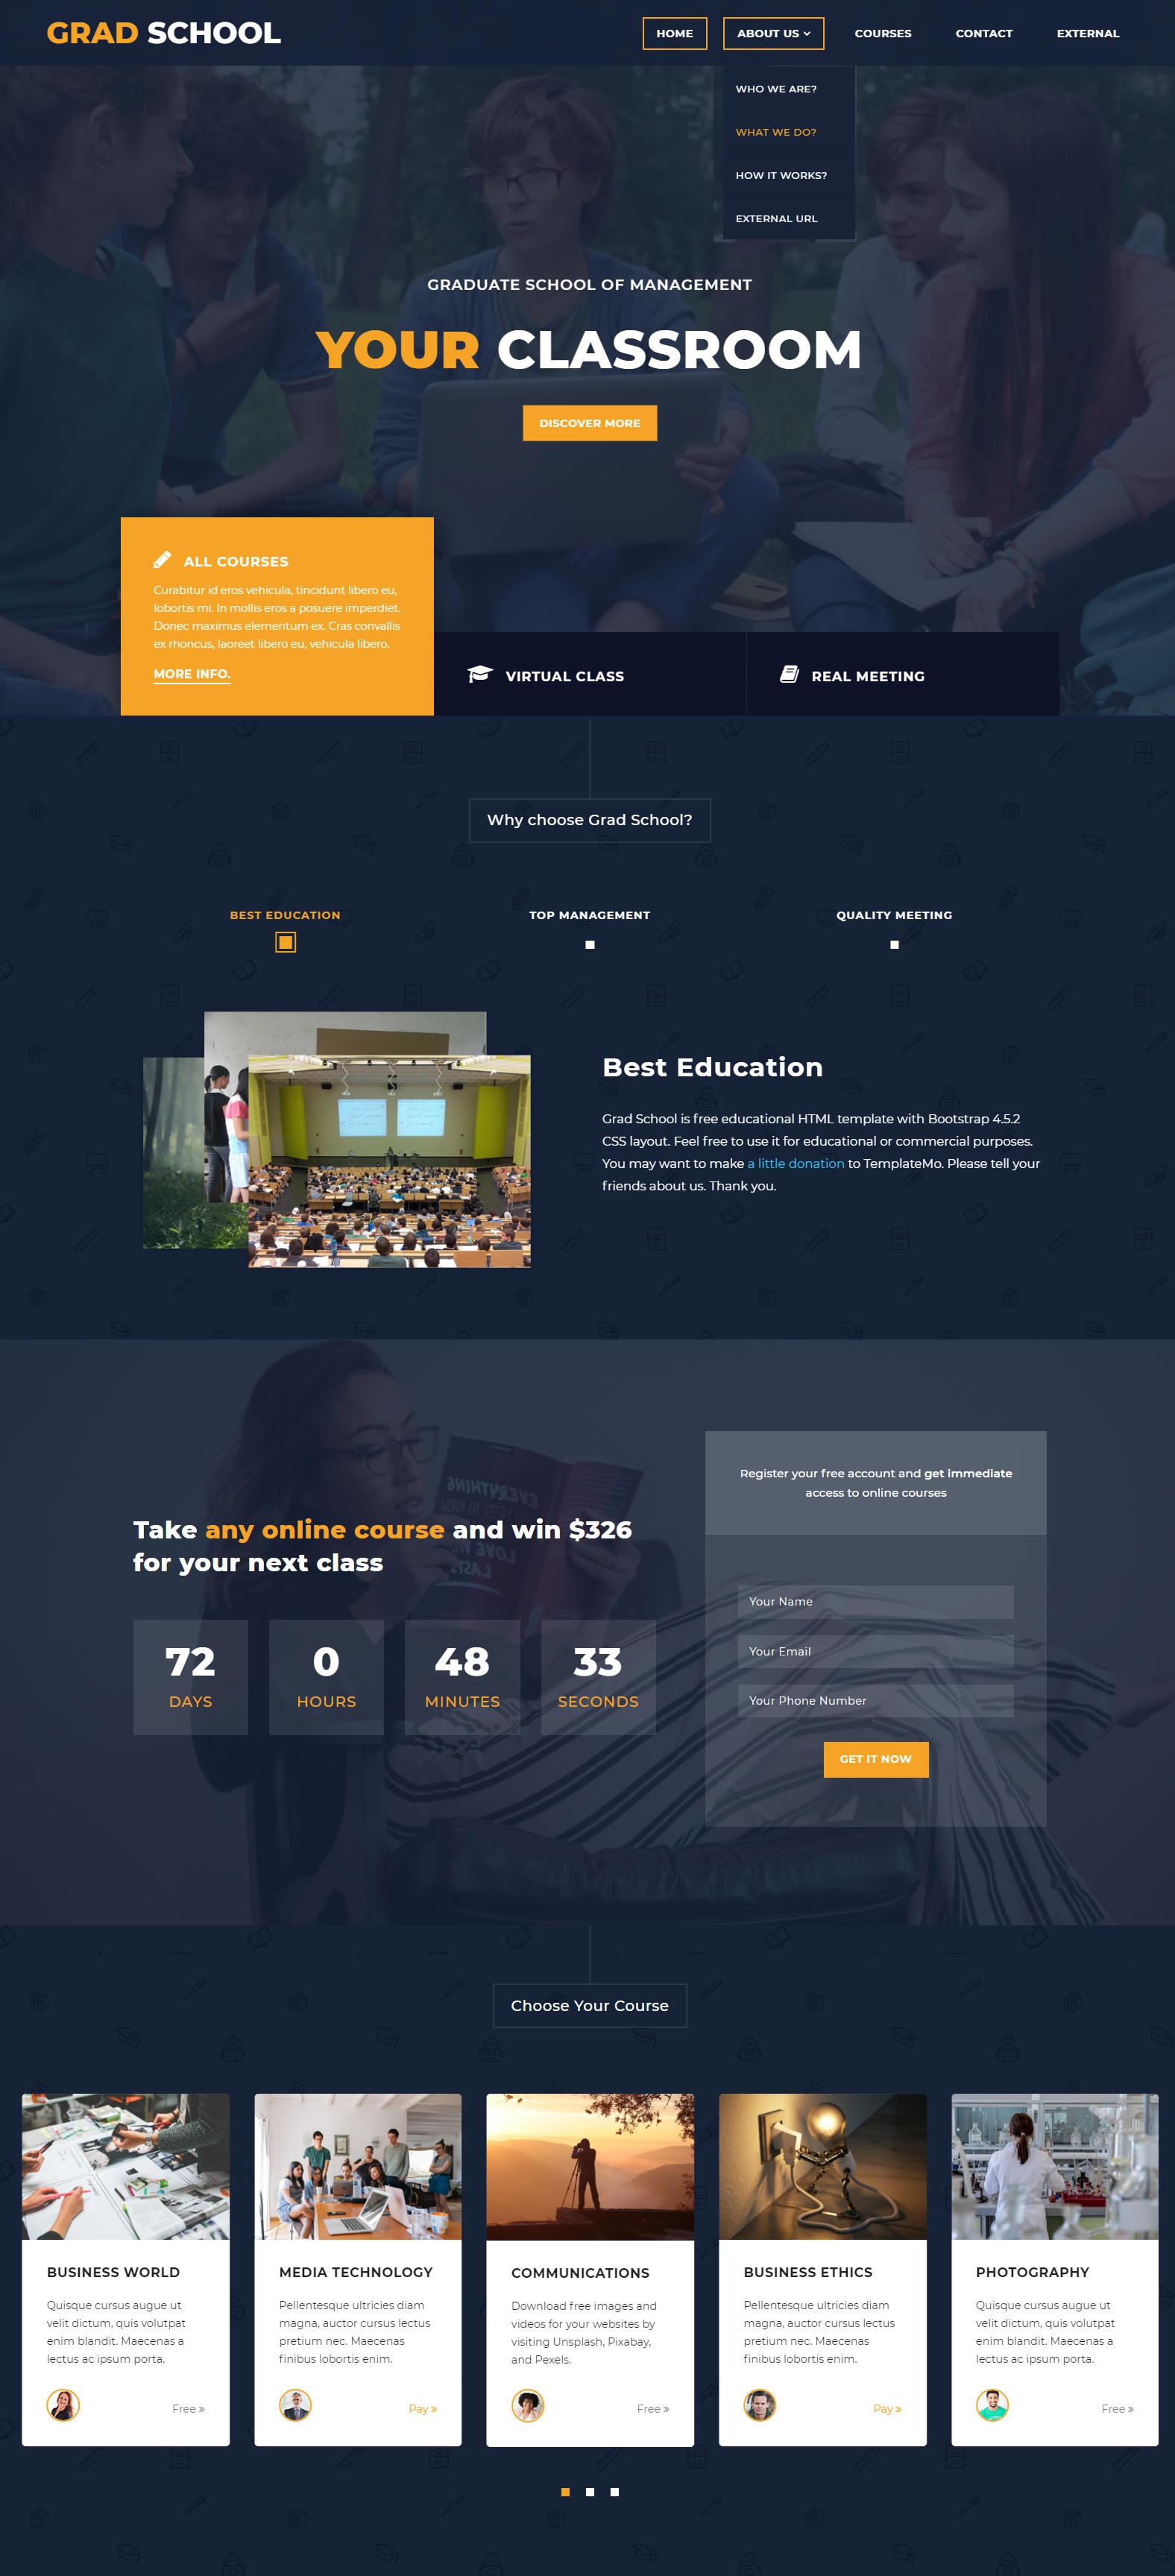 GRAD SCHOOL
HOME
ABOUT US
COURSES
CONTACT
EXTERNAL
WHO WE ARE?
WHAT WE DO?
HOW IT WORKS?
EXTERNAL URL
GRADUATE SCHOOL OF MANAGEMENT
YOUR CLASSROOM
DISCOVER MORE
ALL COURSES
Curabitur id eros vehicula, tincidunt libero eu,
lobortis mi. In mollis eros a posuere imperdiet.
Donec maximus elementum ex. Cras convallis
ex rhoncus, laoreet libero eu, vehicula libero.
MORE INFO.
VIRTUAL CLASS
REAL MEETING
Why choose Grad School?
BEST EDUCATION
TOP MANAGEMENT
QUALITY MEETING
Best Education
Grad School is free educational HTML template with Bootstrap 4.5.2
CSS layout. Feel free to use it for educational or commercial purposes.
You may want to make a little donation to TemplateMo. Please tell your
friends about us. Thank you.
Take any online course and win $326
for your next class
72
DAYS
0
HOURS
48
MINUTES
33
SECONDS
Register your free account and get immediate
access to online courses
Your Name
Your Email
Your Phone Number
GET IT NOW
Choose Your Course
BUSINESS WORLD
Quisque cursus augue ut
velit dictum, quis volutpat
enim blandit. Maecenas a
lectus ac ipsum porta.
Free »
MEDIA TECHNOLOGY
Pellentesque ultricies diam
magna, auctor cursus lectus
pretium nec. Maecenas
finibus lobortis enim.
Pay »
COMMUNICATIONS
Download free images and
videos for your websites by
visiting Unsplash, Pixabay,
and Pexels.
Free »
BUSINESS ETHICS
Pellentesque ultricies diam
magna, auctor cursus lectus
pretium nec. Maecenas
finibus lobortis enim.
Pay »
PHOTOGRAPHY
Quisque cursus augue ut
velit dictum, quis volutpat
enim blandit. Maecenas a
lectus ac ipsum porta.
Free »